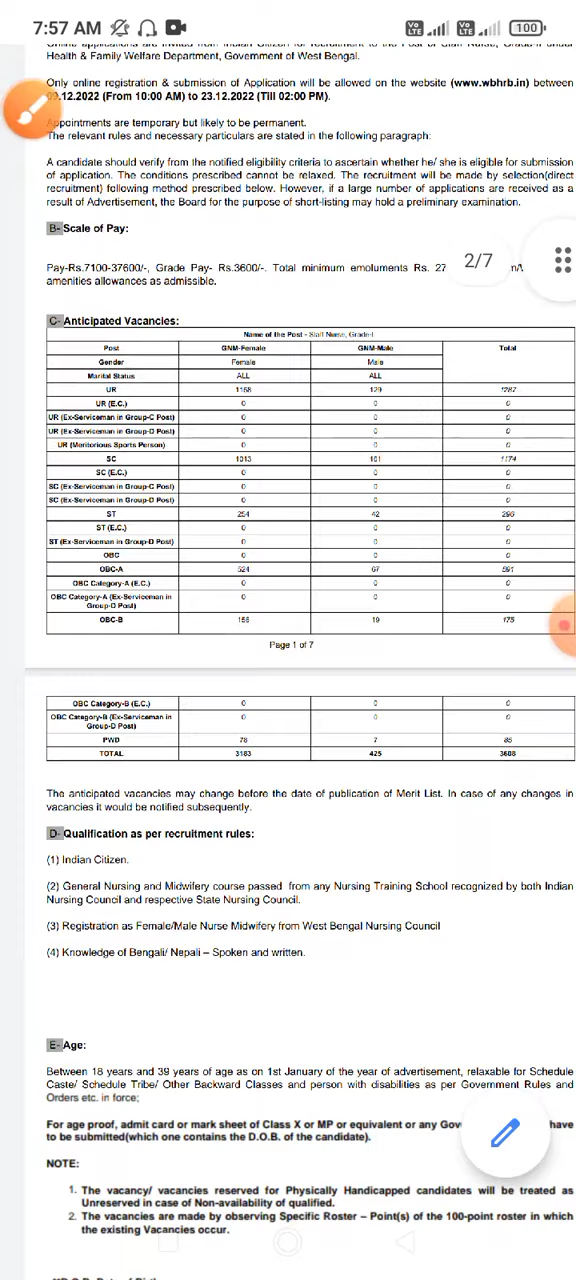 7:57 AM Vo LTE Vo LTE 100
Health & Family Welfare Department, Government of West Bengal.
Only online registration & submission of Application will be allowed on the website (www.wbhrb.in) between
.12.2022 (From 10:00 AM) to 23.12.2022 (Till 02:00 PM).
Appointments are temporary but likely to be permanent.
The relevant rules and necessary particulars are stated in the following paragraph:
A candidate should verify from the notified eligibility criteria to ascertain whether he/ she is eligible for submission
of application. The conditions prescribed cannot be relaxed. The recruitment will be made by selection(direct
recruitment) following method prescribed below. However, if a large number of applications are received as a
result of Advertisement, the Board for the purpose of short-listing may hold a preliminary examination.
B- Scale of Pay:
Pay-Rs.7100-37600/-, Grade Pay- Rs.3600/-. Total minimum emoluments Rs. 27
2/7
amenities allowances as admissible.
C- Anticipated Vacancies:
Name of the Post - Staff Nurse, Grade-I
Post GNM-Female GNM-Male Total
Gender Female Male
Marital Status ALL ALL
UR 1158 129 1287
UR (E.C.) 0 0 0
UR (Ex-Serviceman in Group-C Post) 0 0 0
UR (Ex-Serviceman in Group-D Post) 0 0 0
UR (Meritorious Sports Person) 0 0 0
SC 1013 161 1174
SC (E.C.) 0 0 0
SC (Ex-Serviceman in Group-C Post) 0 0 0
SC (Ex-Serviceman in Group-D Post) 0 0 0
ST 254 42 296
ST (E.C.) 0 0 0
ST (Ex-Serviceman in Group-D Post) 0 0 0
OBC 0 0 0
OBC-A 524 67 591
OBC Category-A (E.C.) 0 0 0
OBC Category-A (Ex-Serviceman in
Group-D Post) 0 0 0
OBC-B 156 19 175
Page 1 of 7
OBC Category-B (E.C.) 0 0 0
OBC Category-B (Ex-Serviceman in
Group-D Post) 0 0 0
PWD 78 7 85
TOTAL 3183 425 3608
The anticipated vacancies may change before the date of publication of Merit List. In case of any changes in
vacancies it would be notified subsequently.
D- Qualification as per recruitment rules:
(1) Indian Citizen.
(2) General Nursing and Midwifery course passed from any Nursing Training School recognized by both Indian
Nursing Council and respective State Nursing Council.
(3) Registration as Female/Male Nurse Midwifery from West Bengal Nursing Council
(4) Knowledge of Bengali/ Nepali – Spoken and written.
E- Age:
Between 18 years and 39 years of age as on 1st January of the year of advertisement, relaxable for Schedule
Caste/ Schedule Tribe/ Other Backward Classes and person with disabilities as per Government Rules and
Orders etc. in force;
For age proof, admit card or mark sheet of Class X or MP or equivalent or any Gov have
to be submitted(which one contains the D.O.B. of the candidate).
NOTE:
1. The vacancy/ vacancies reserved for Physically Handicapped candidates will be treated as
Unreserved in case of Non-availability of qualified.
2. The vacancies are made by observing Specific Roster – Point(s) of the 100-point roster in which
the existing Vacancies occur.